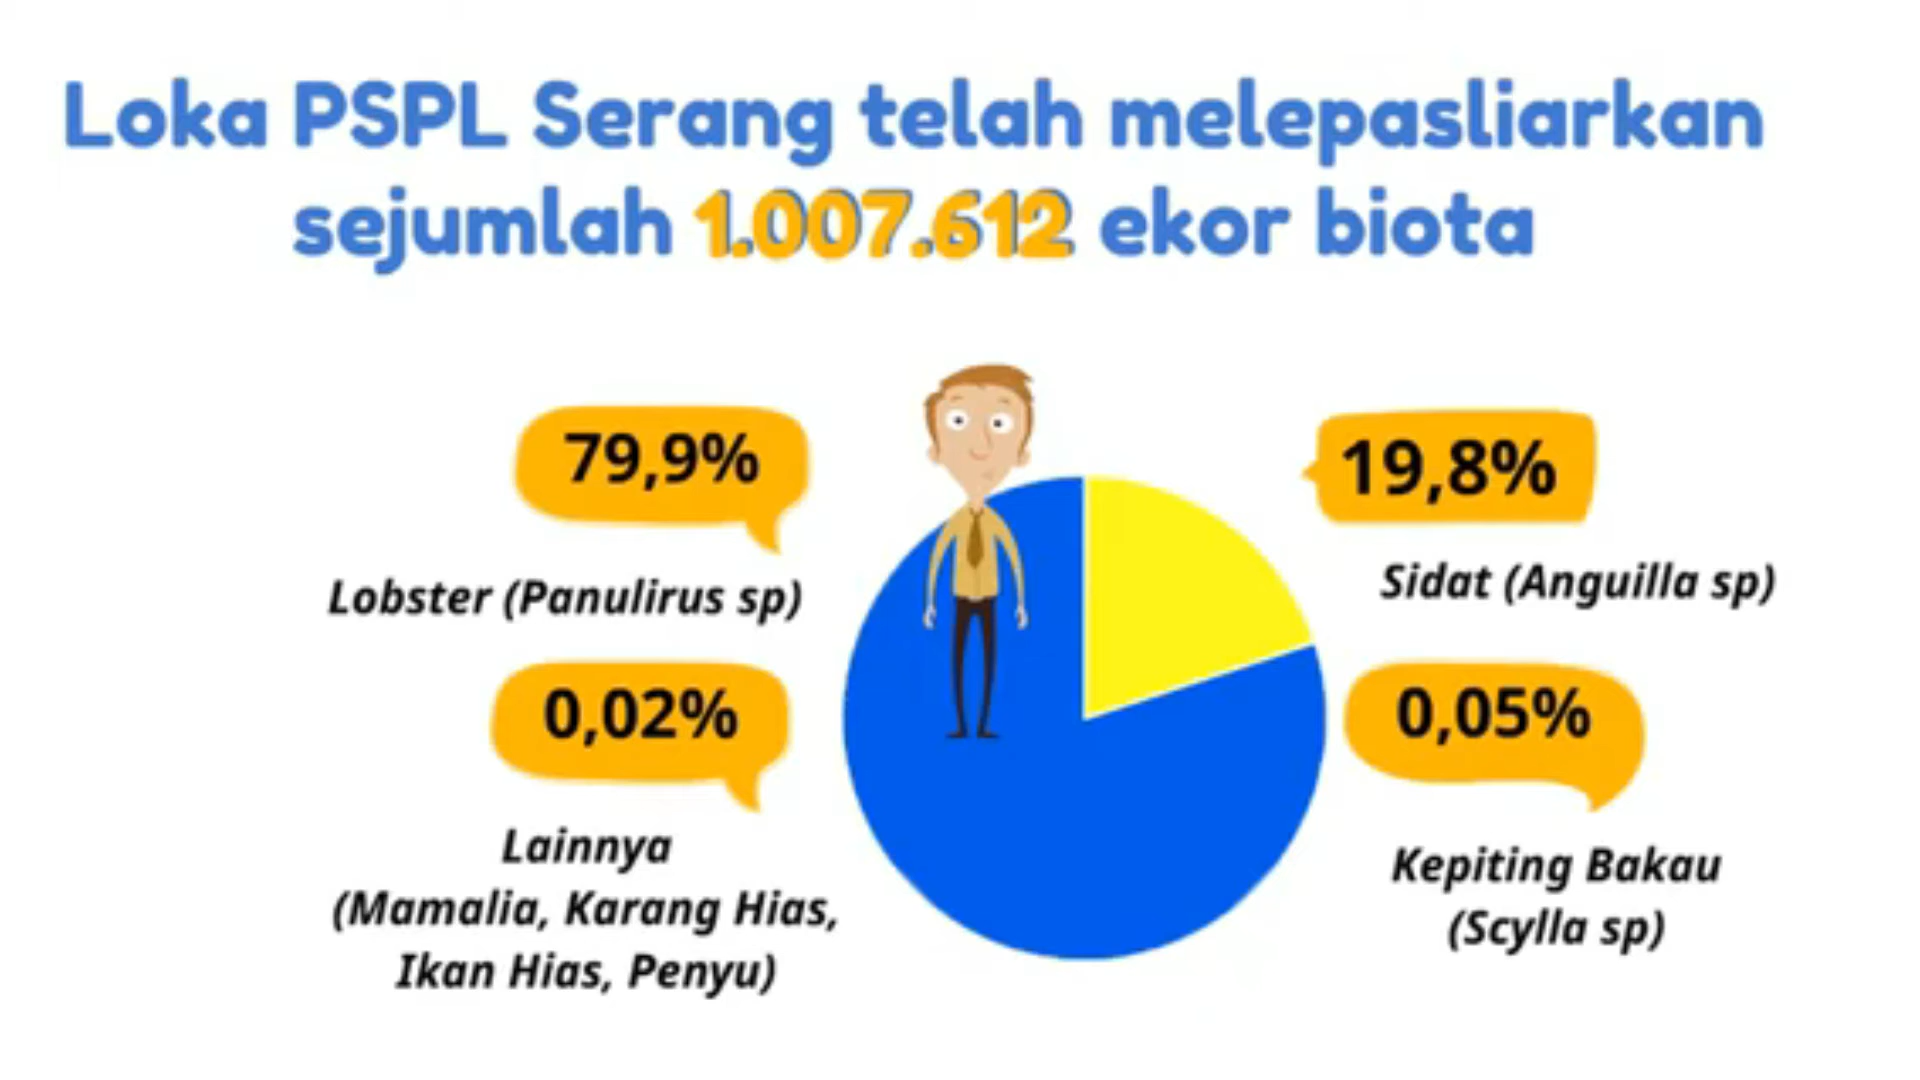 Loka PSPL Serang telah melepasliarkan
sejumlah 1.007.612 ekor biota
79,9%
Lobster (Panulirus sp)
19,8%
Sidat (Anguilla sp)
0,02%
Lainnya
(Mamalia, Karang Hias,
Ikan Hias, Penyu)
0,05%
Kepiting Bakau
(Scylla sp)